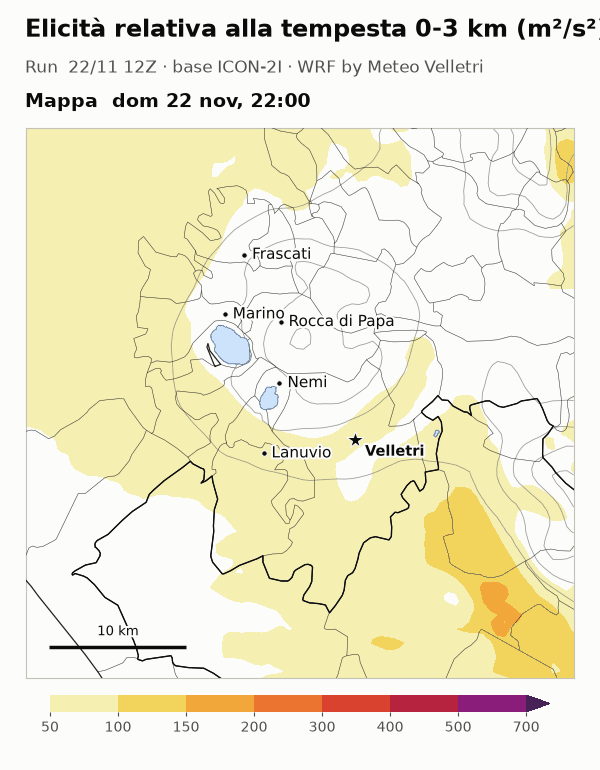 Elicità relativa alla tempesta 0-3 km (m²/s²)
Run 22/11 12Z · base ICON-2I · WRF by Meteo Velletri
Mappa dom 22 nov, 22:00
Frascati
Marino
Rocca di Papa
Nemi
Velletri
Lanuvio
10 km
50 100 150 200 300 400 500 700